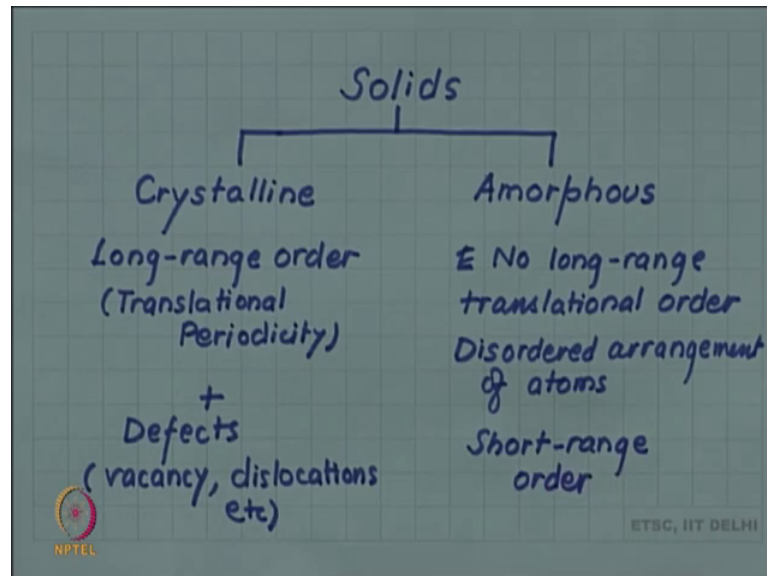 Solids
Crystalline
Long-range order
(Translational
Periodicity)
+
Defects
(vacancy, dislocations
etc)
Amorphous
E No long-range
translational order
Disordered arrangement
of atoms
Short-range
order
NPTEL
ETSC, IIT DELHI